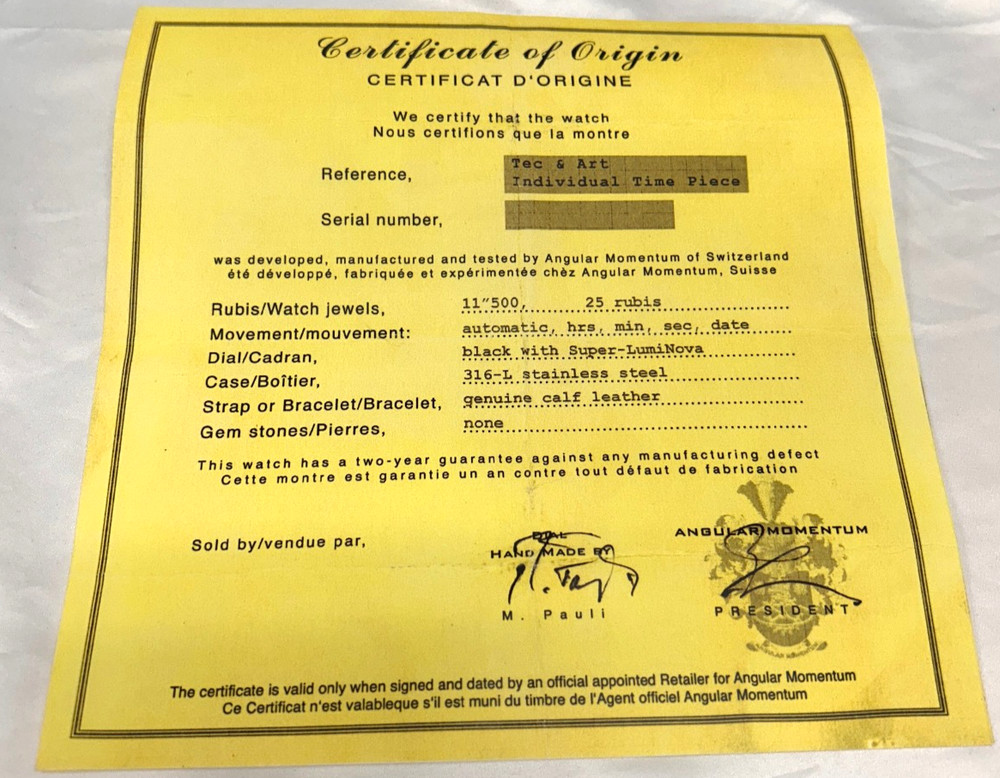 Certificate of Origin
CERTIFICAT D'ORIGINE
We certify that the watch
Nous certifions que la montre
Reference, Tec & Art
Individual Time Piece
Serial number,
was developed, manufactured and tested by Angular Momentum of Switzerland
été développé, fabriquée et expérimentée chèz Angular Momentum, Suisse
Rubis/Watch jewels, 11"500, 25 rubis
Movement/mouvement: automatic, hrs, min, sec, date
Dial/Cadran, black with Super-LumiNova
Case/Boîtier, 316-L stainless steel
Strap or Bracelet/Bracelet, genuine calf leather
Gem stones/Pierres, none
This watch has a two-year guarantee against any manufacturing defect
Cette montre est garantie un an contre tout défaut de fabrication
Sold by/vendue par,
DIAL
HAND MADE BY
M. Pauli
ANGULAR MOMENTUM
PRESIDENT
The certificate is valid only when signed and dated by an official appointed Retailer for Angular Momentum
Ce Certificat n'est valableque s'il est muni du timbre de l'Agent officiel Angular Momentum